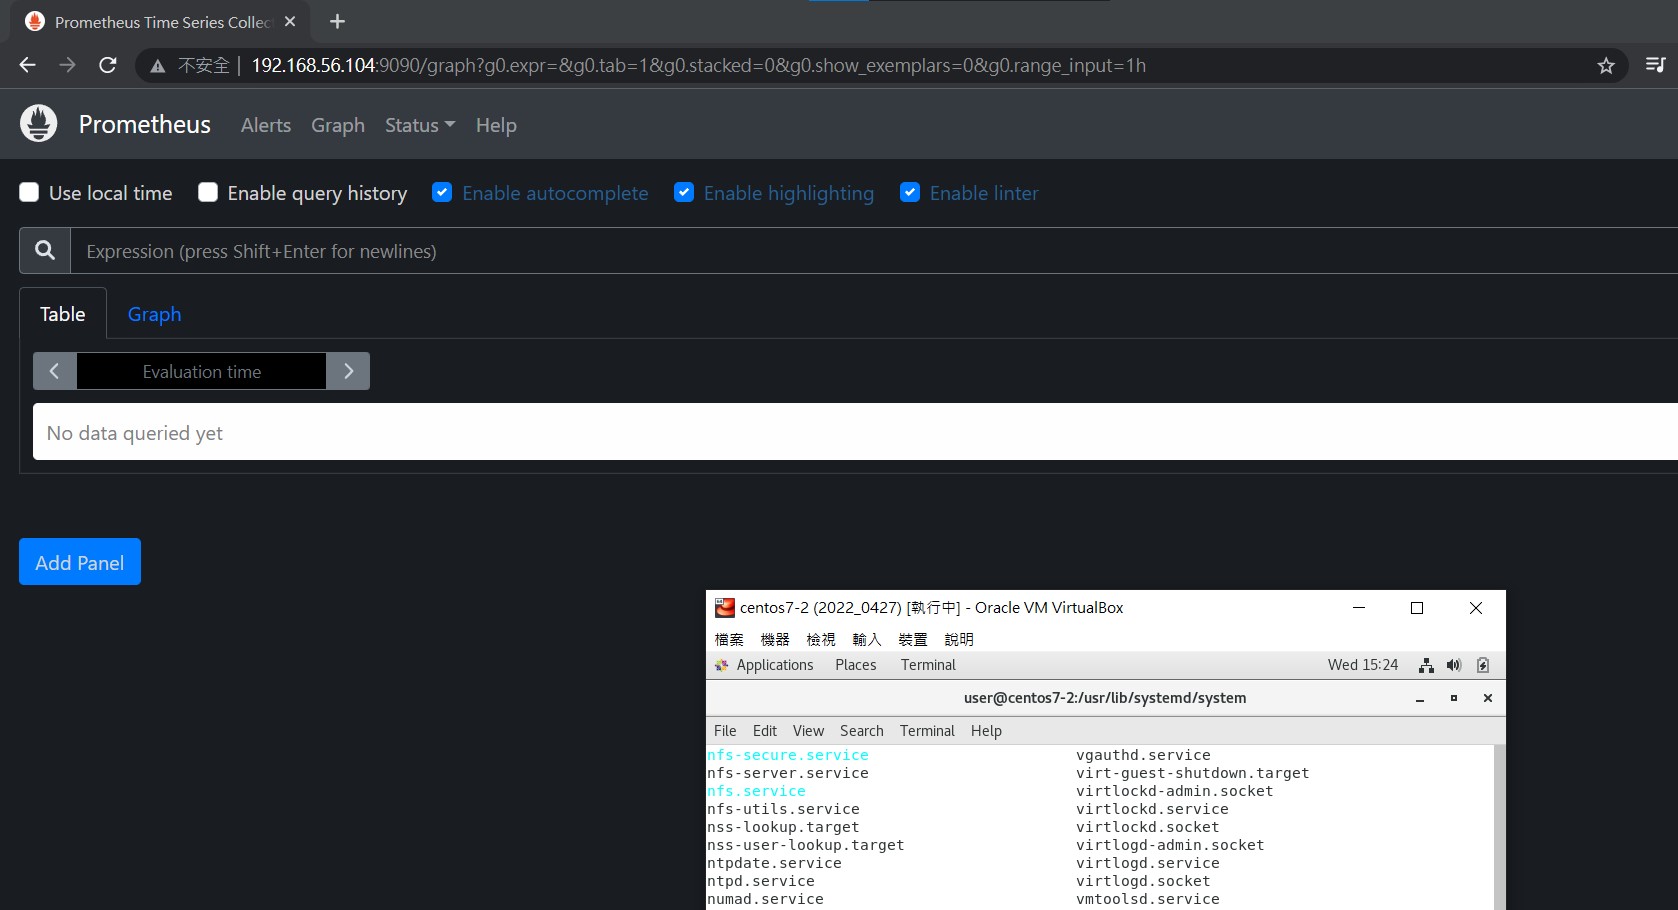 Prometheus Time Series Collec
不安全 | 192.168.56.104:9090/graph?g0.expr=&g0.tab=1&g0.stacked=0&g0.show_exemplars=0&g0.range_input=1h
Prometheus Alerts Graph Status Help
Use local time Enable query history Enable autocomplete Enable highlighting Enable linter
Expression (press Shift+Enter for newlines)
Table Graph
Evaluation time
No data queried yet
Add Panel
centos7-2 (2022_0427) [執行中] - Oracle VM VirtualBox
檔案 機器 檢視 輸入 裝置 說明
Applications Places Terminal Wed 15:24
user@centos7-2:/usr/lib/systemd/system
File Edit View Search Terminal Help
nfs-secure.service vgauthd.service
nfs-server.service virt-guest-shutdown.target
nfs.service virtlockd-admin.socket
nfs-utils.service virtlockd.service
nss-lookup.target virtlockd.socket
nss-user-lookup.target virtlogd-admin.socket
ntpdate.service virtlogd.service
ntpd.service virtlogd.socket
numad.service vmtoolsd.service